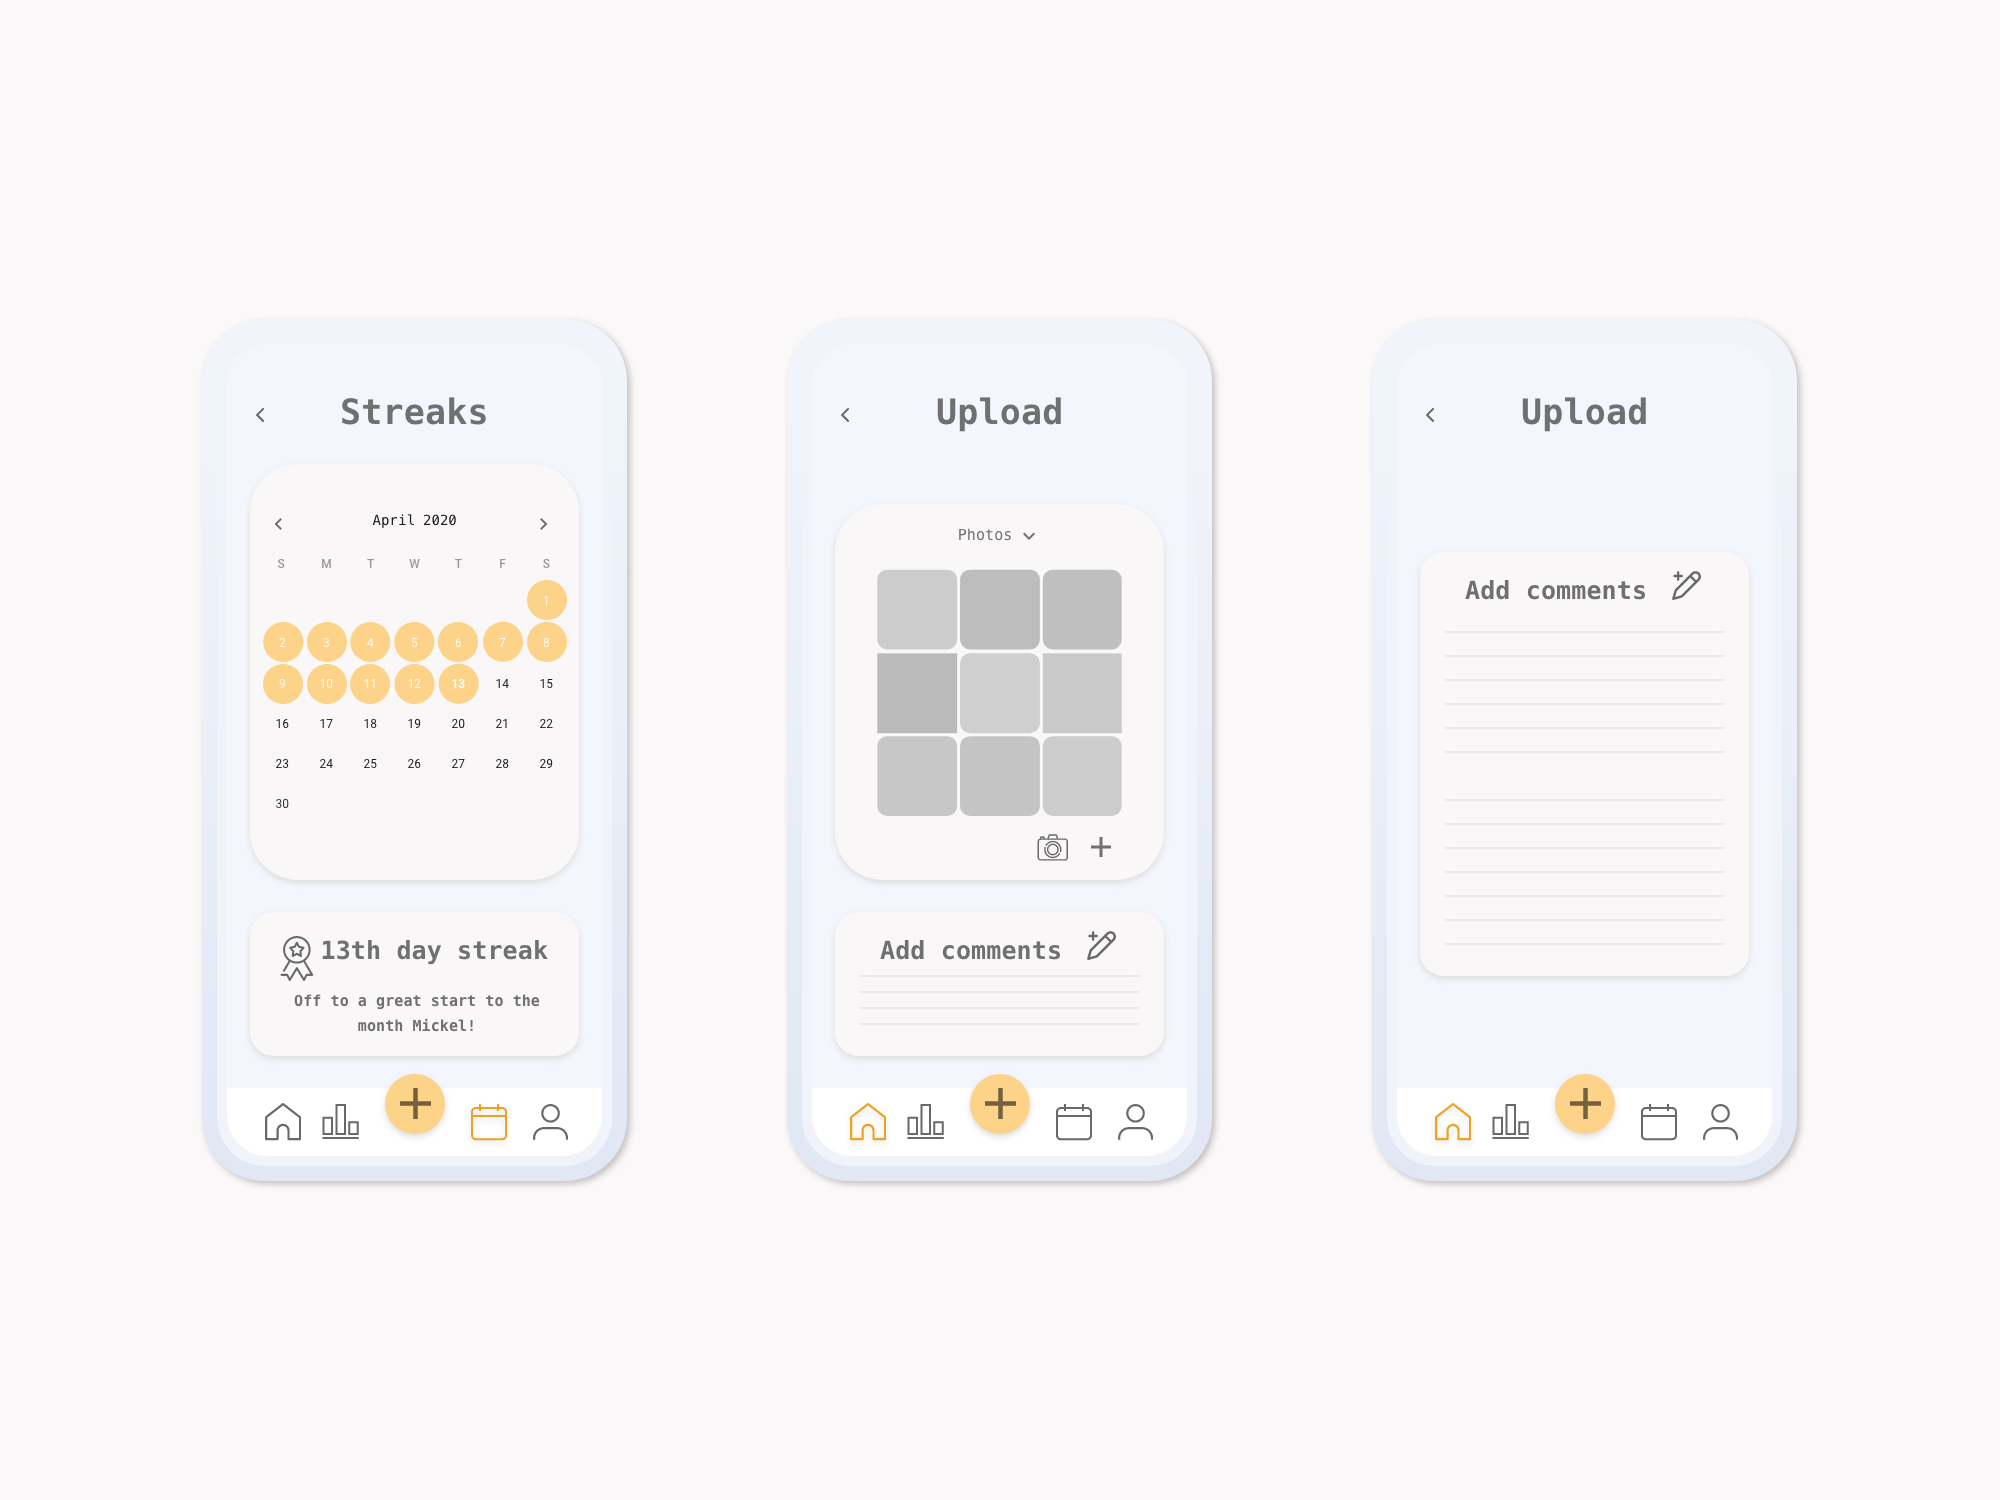 Streaks
April 2020
S M T W T F S
1
2 3 4 5 6 7 8
9 10 11 12 13 14 15
16 17 18 19 20 21 22
23 24 25 26 27 28 29
30
13th day streak
Off to a great start to the
month Mickel!
Upload
Photos
Add comments
Upload
Add comments